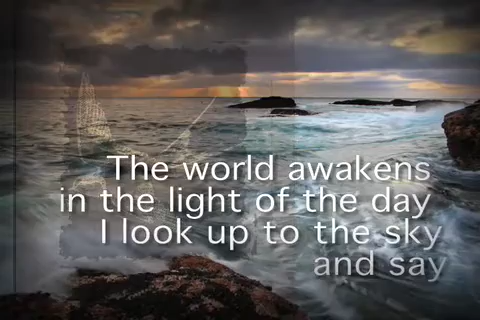 The world awakens
in the light of the day
I look up to the sky
and say